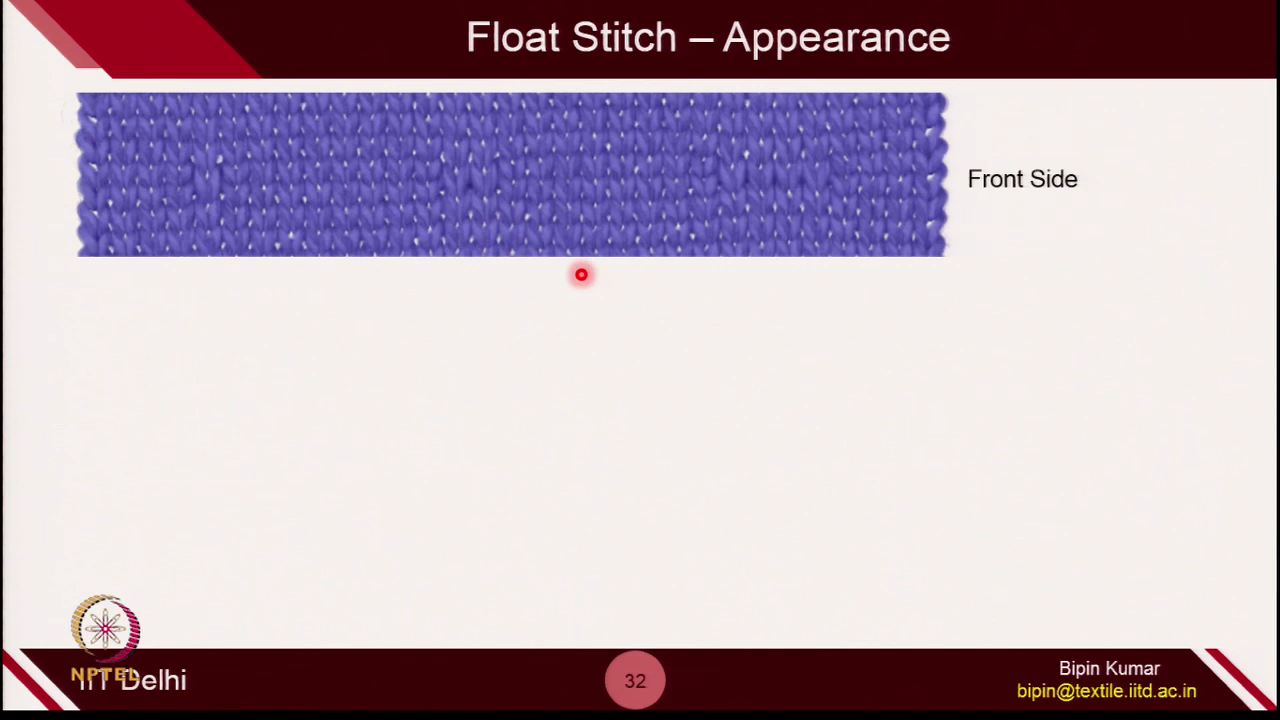 Float Stitch – Appearance
Front Side
NPTEL
IIT Delhi
32
Bipin Kumar
bipin@textile.iitd.ac.in